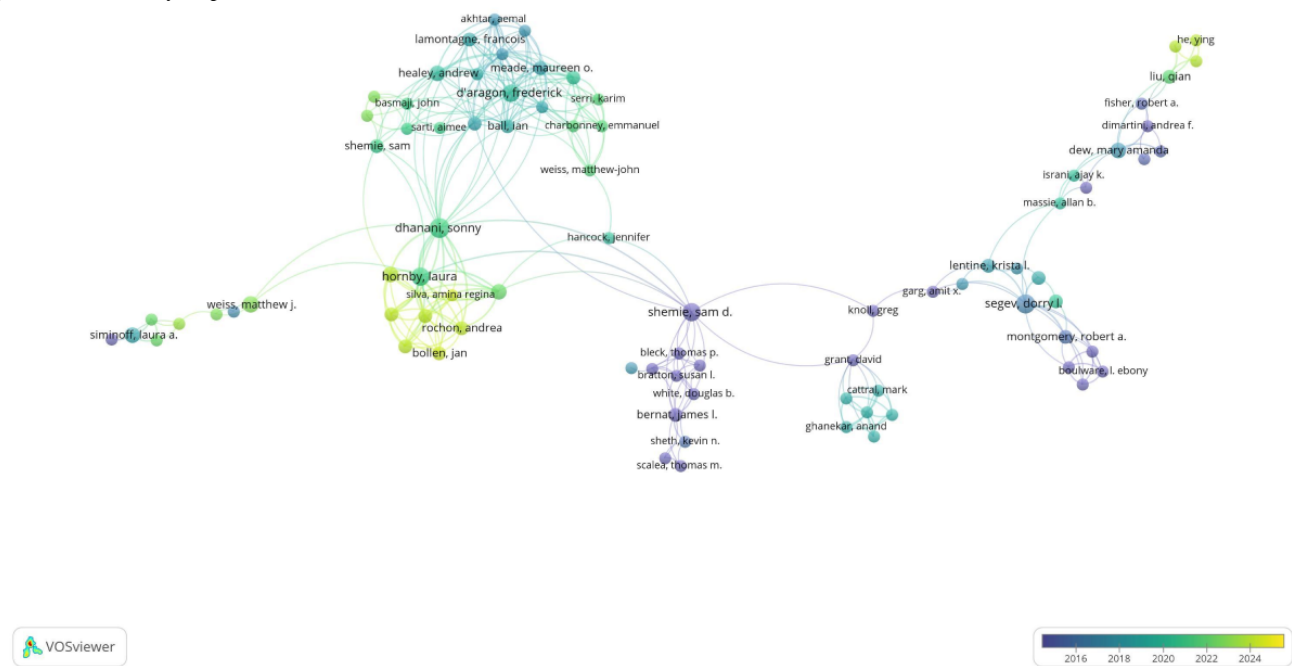 akhtar, aemal
lamontagne, francois
he, ying
healey, andrew
meade, maureen o.
liu, qian
d'aragon, frederick
basmaji, john
serri, karim
fisher, robert a.
sarti, aimee
ball, ian
charbonney, emmanuel
dimartini, andrea f.
shemie, sam
dew, mary amanda
weiss, matthew-john
israni, ajay k.
massie, allan b.
dhanani, sonny
hancock, jennifer
lentine, krista l.
hornby, laura
silva, amina regina
garg, amit x.
weiss, matthew j.
segev, dorry l.
shemie, sam d.
knoll, greg
rochon, andrea
siminoff, laura a.
montgomery, robert a.
bollen, jan
bleck, thomas p.
grant, david
bratton, susan l.
boulware, l. ebony
white, douglas b.
cattral, mark
bernat, james l.
ghanekar, anand
sheth, kevin n.
scalea, thomas m.
VOSviewer
2016 2018 2020 2022 2024